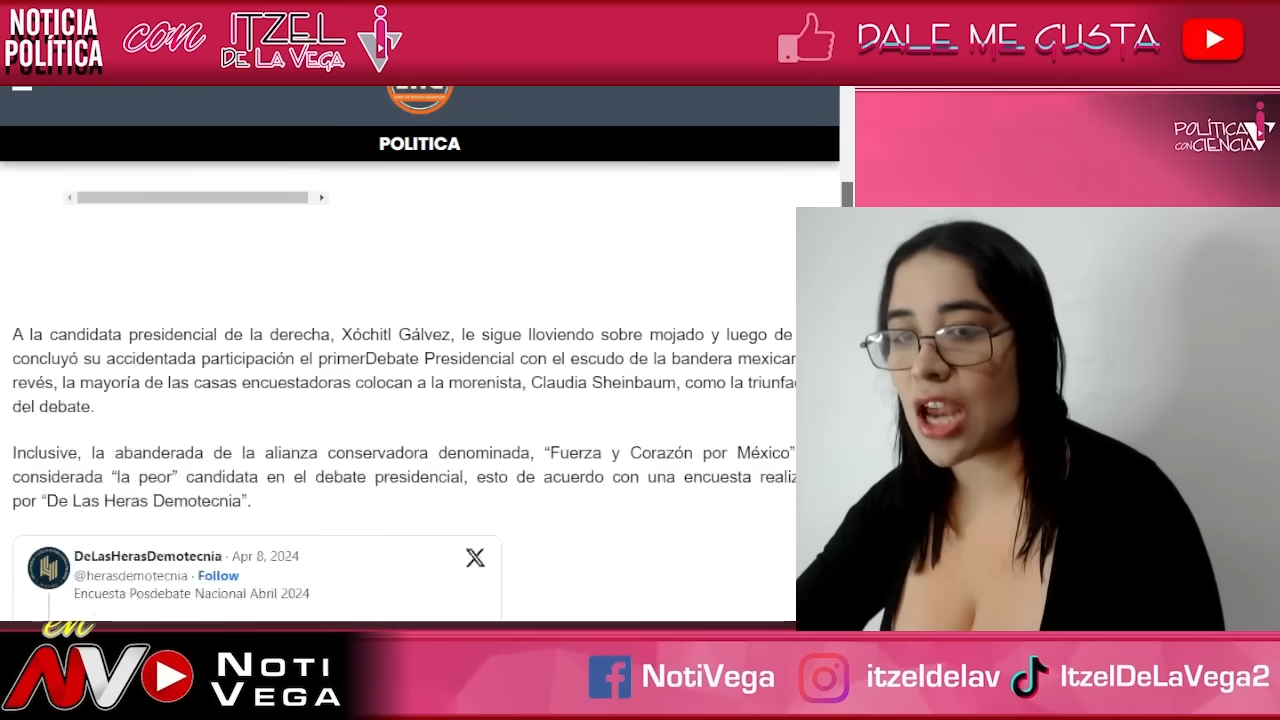 NOTICIA
POLÍTICA
con
ITZEL
DE LA VEGA
DALE ME GUSTA
POLITICA
POLÍTICA
CON CIENCIA
A la candidata presidencial de la derecha, Xóchitl Gálvez, le sigue lloviendo sobre mojado y luego de
concluyó su accidentada participación el primerDebate Presidencial con el escudo de la bandera mexican
revés, la mayoría de las casas encuestadoras colocan a la morenista, Claudia Sheinbaum, como la triunfad
del debate.
Inclusive, la abanderada de la alianza conservadora denominada, “Fuerza y Corazón por México”
considerada “la peor” candidata en el debate presidencial, esto de acuerdo con una encuesta realiz
por “De Las Heras Demotecnia”.
DeLasHerasDemotecnia · Apr 8, 2024
@herasdemotecnia · Follow
Encuesta Posdebate Nacional Abril 2024
en
NV
NOTI
VEGA
NotiVega
itzeldelav
ItzelDeLaVega2